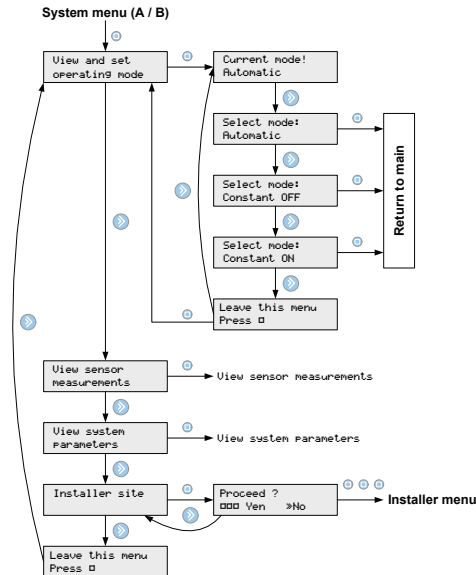 System menu (A / B)
View and set
operating mode
Current mode!
Automatic
Select mode:
Automatic
Select mode:
Constant OFF
Select mode:
Constant ON
Leave this menu
Press □
Return to main
View sensor
measurements
View sensor measurements
View system
parameters
View system parameters
Installer site
Proceed ?
□□□ Yen »No
Installer menu
Leave this menu
Press □